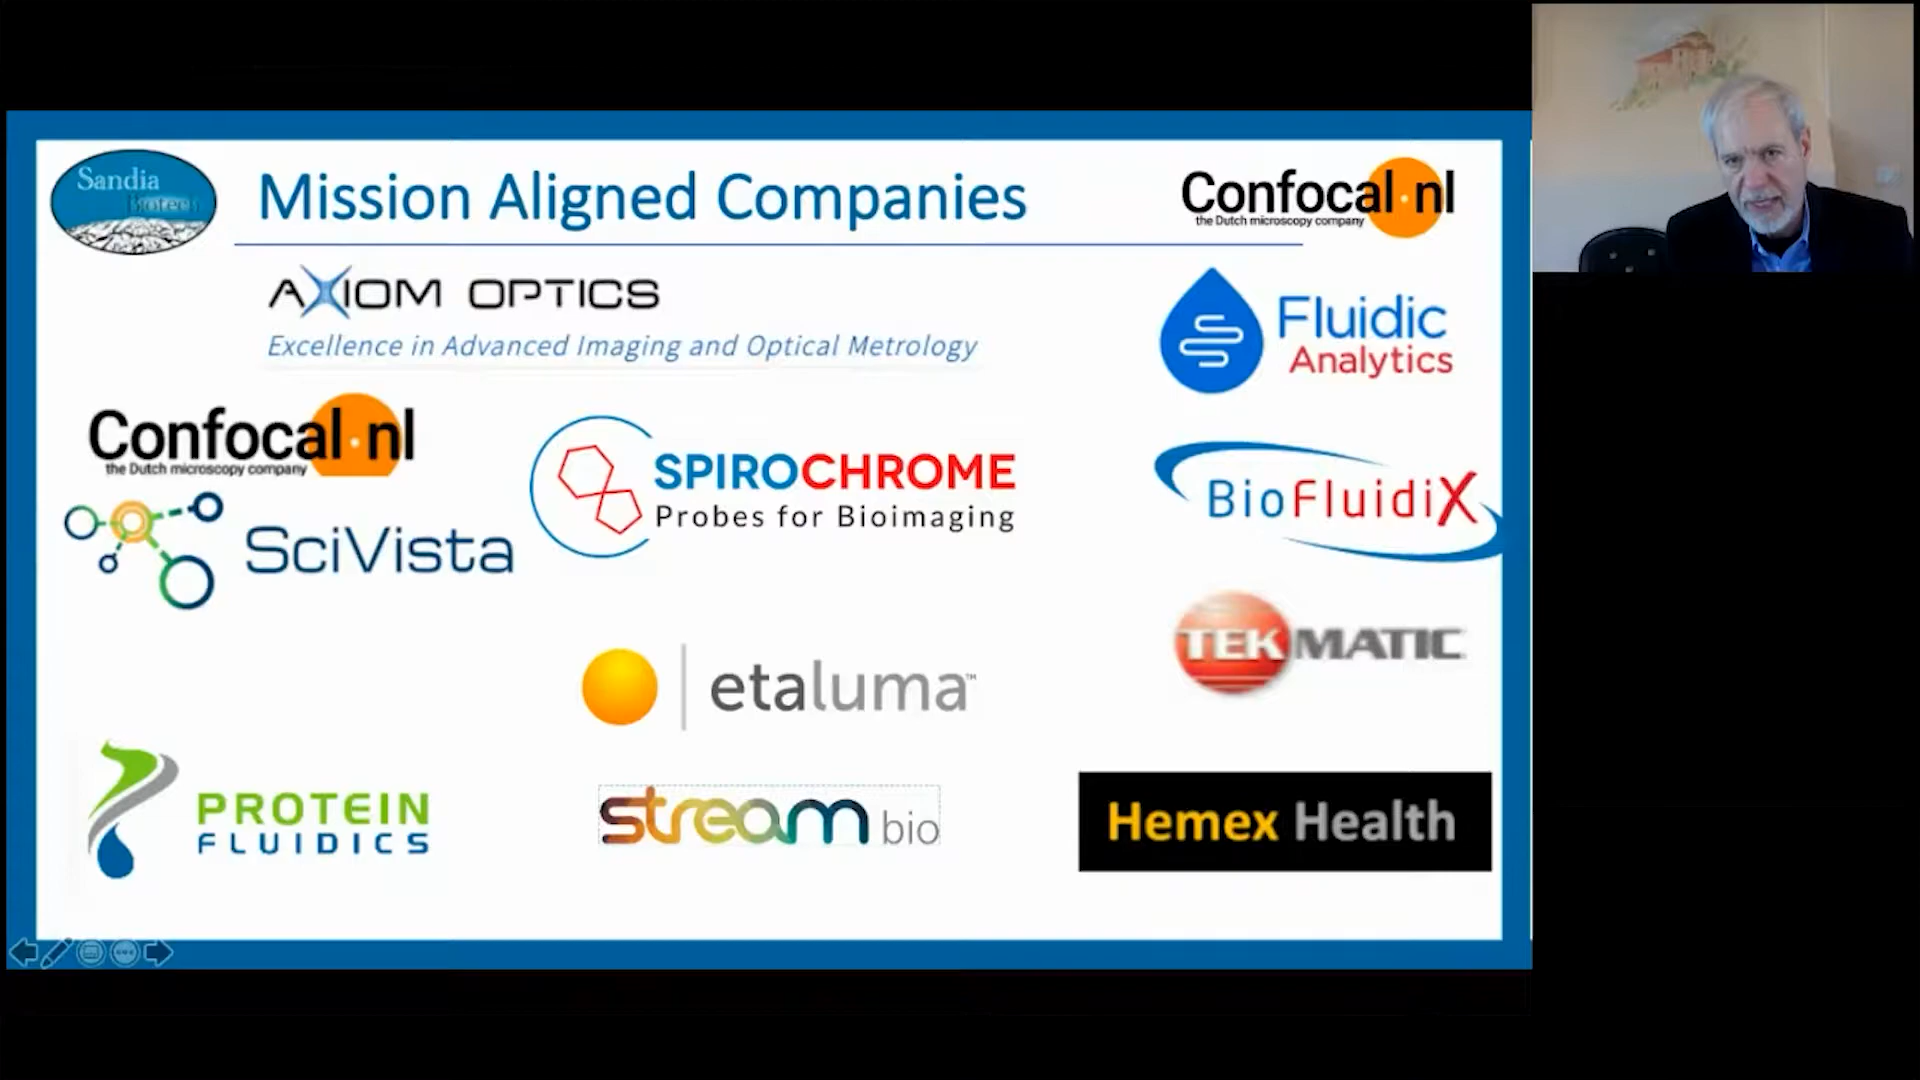 Sandia
Biotech
Mission Aligned Companies
Confocal.nl
the Dutch microscopy company
AXIOM OPTICS
Excellence in Advanced Imaging and Optical Metrology
Fluidic
Analytics
Confocal.nl
the Dutch microscopy company
SPIROCHROME
Probes for Bioimaging
BioFluidiX
SciVista
TEKMATIC
etaluma™
PROTEIN
FLUIDICS
stream bio
Hemex Health